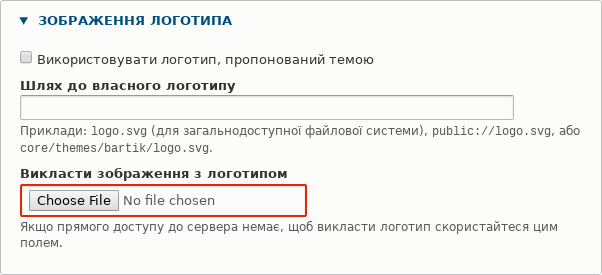 ЗОБРАЖЕННЯ ЛОГОТИПА
Використовувати логотип, пропонований темою
Шлях до власного логотипу
Приклади: logo.svg (для загальнодоступної файлової системи), public://logo.svg, або
core/themes/bartik/logo.svg.
Викласти зображення з логотипом
Choose File No file chosen
Якщо прямого доступу до сервера немає, щоб викласти логотип скористайтеся цим
полем.